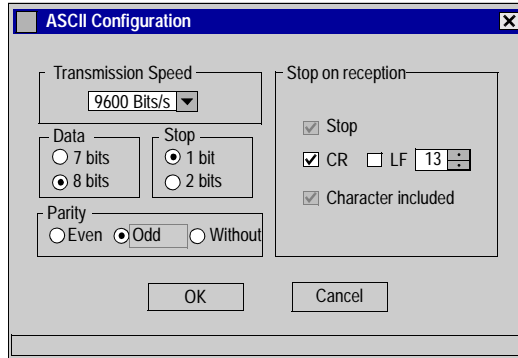 ASCII Configuration
Transmission Speed
9600 Bits/s
Data
7 bits
8 bits
Stop
1 bit
2 bits
Parity
Even Odd Without
Stop on reception
Stop
CR LF 13
Character included
OK Cancel